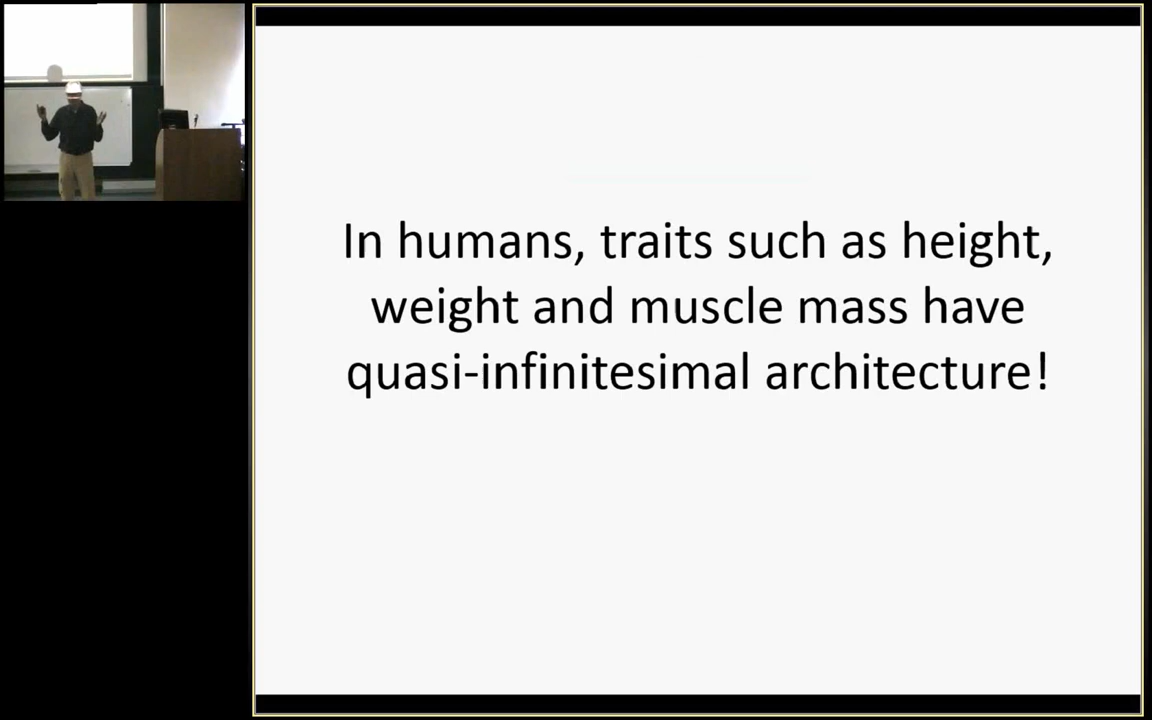 In humans, traits such as height,
weight and muscle mass have
quasi-infinitesimal architecture!